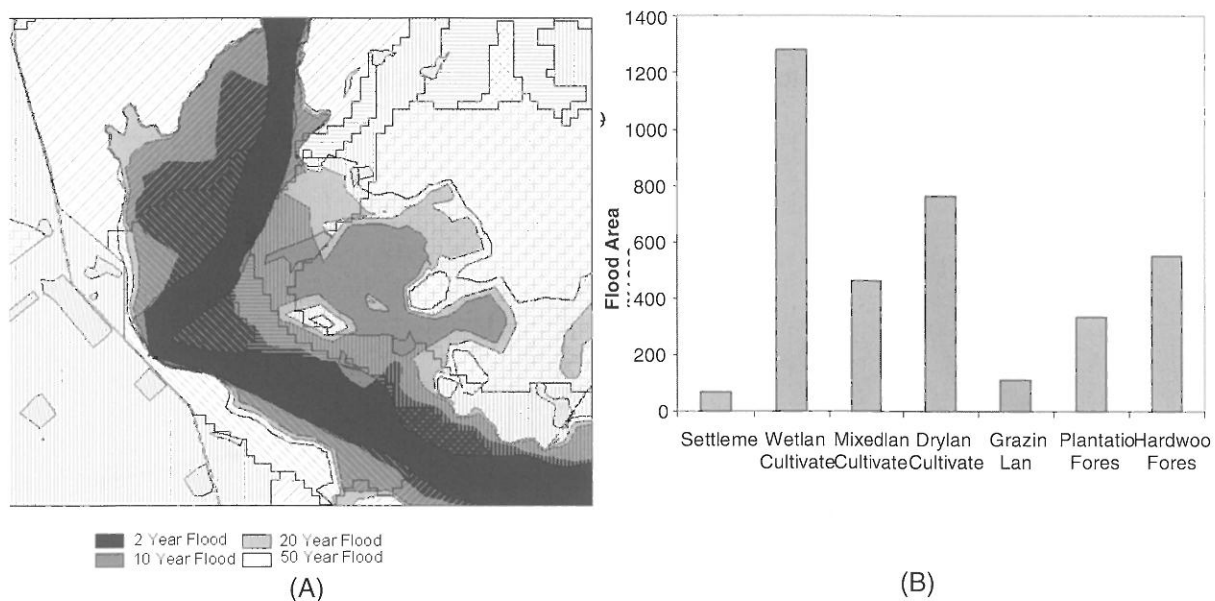 2 Year Flood
20 Year Flood
10 Year Flood
50 Year Flood
(A)
1400
1200
1000
800
600
400
200
0
Flood Area
Settleme
Wetlan
Cultivate
Mixedlan
Cultivate
Drylan
Cultivate
Grazin
Lan
Plantatio
Fores
Hardwoo
Fores
(B)